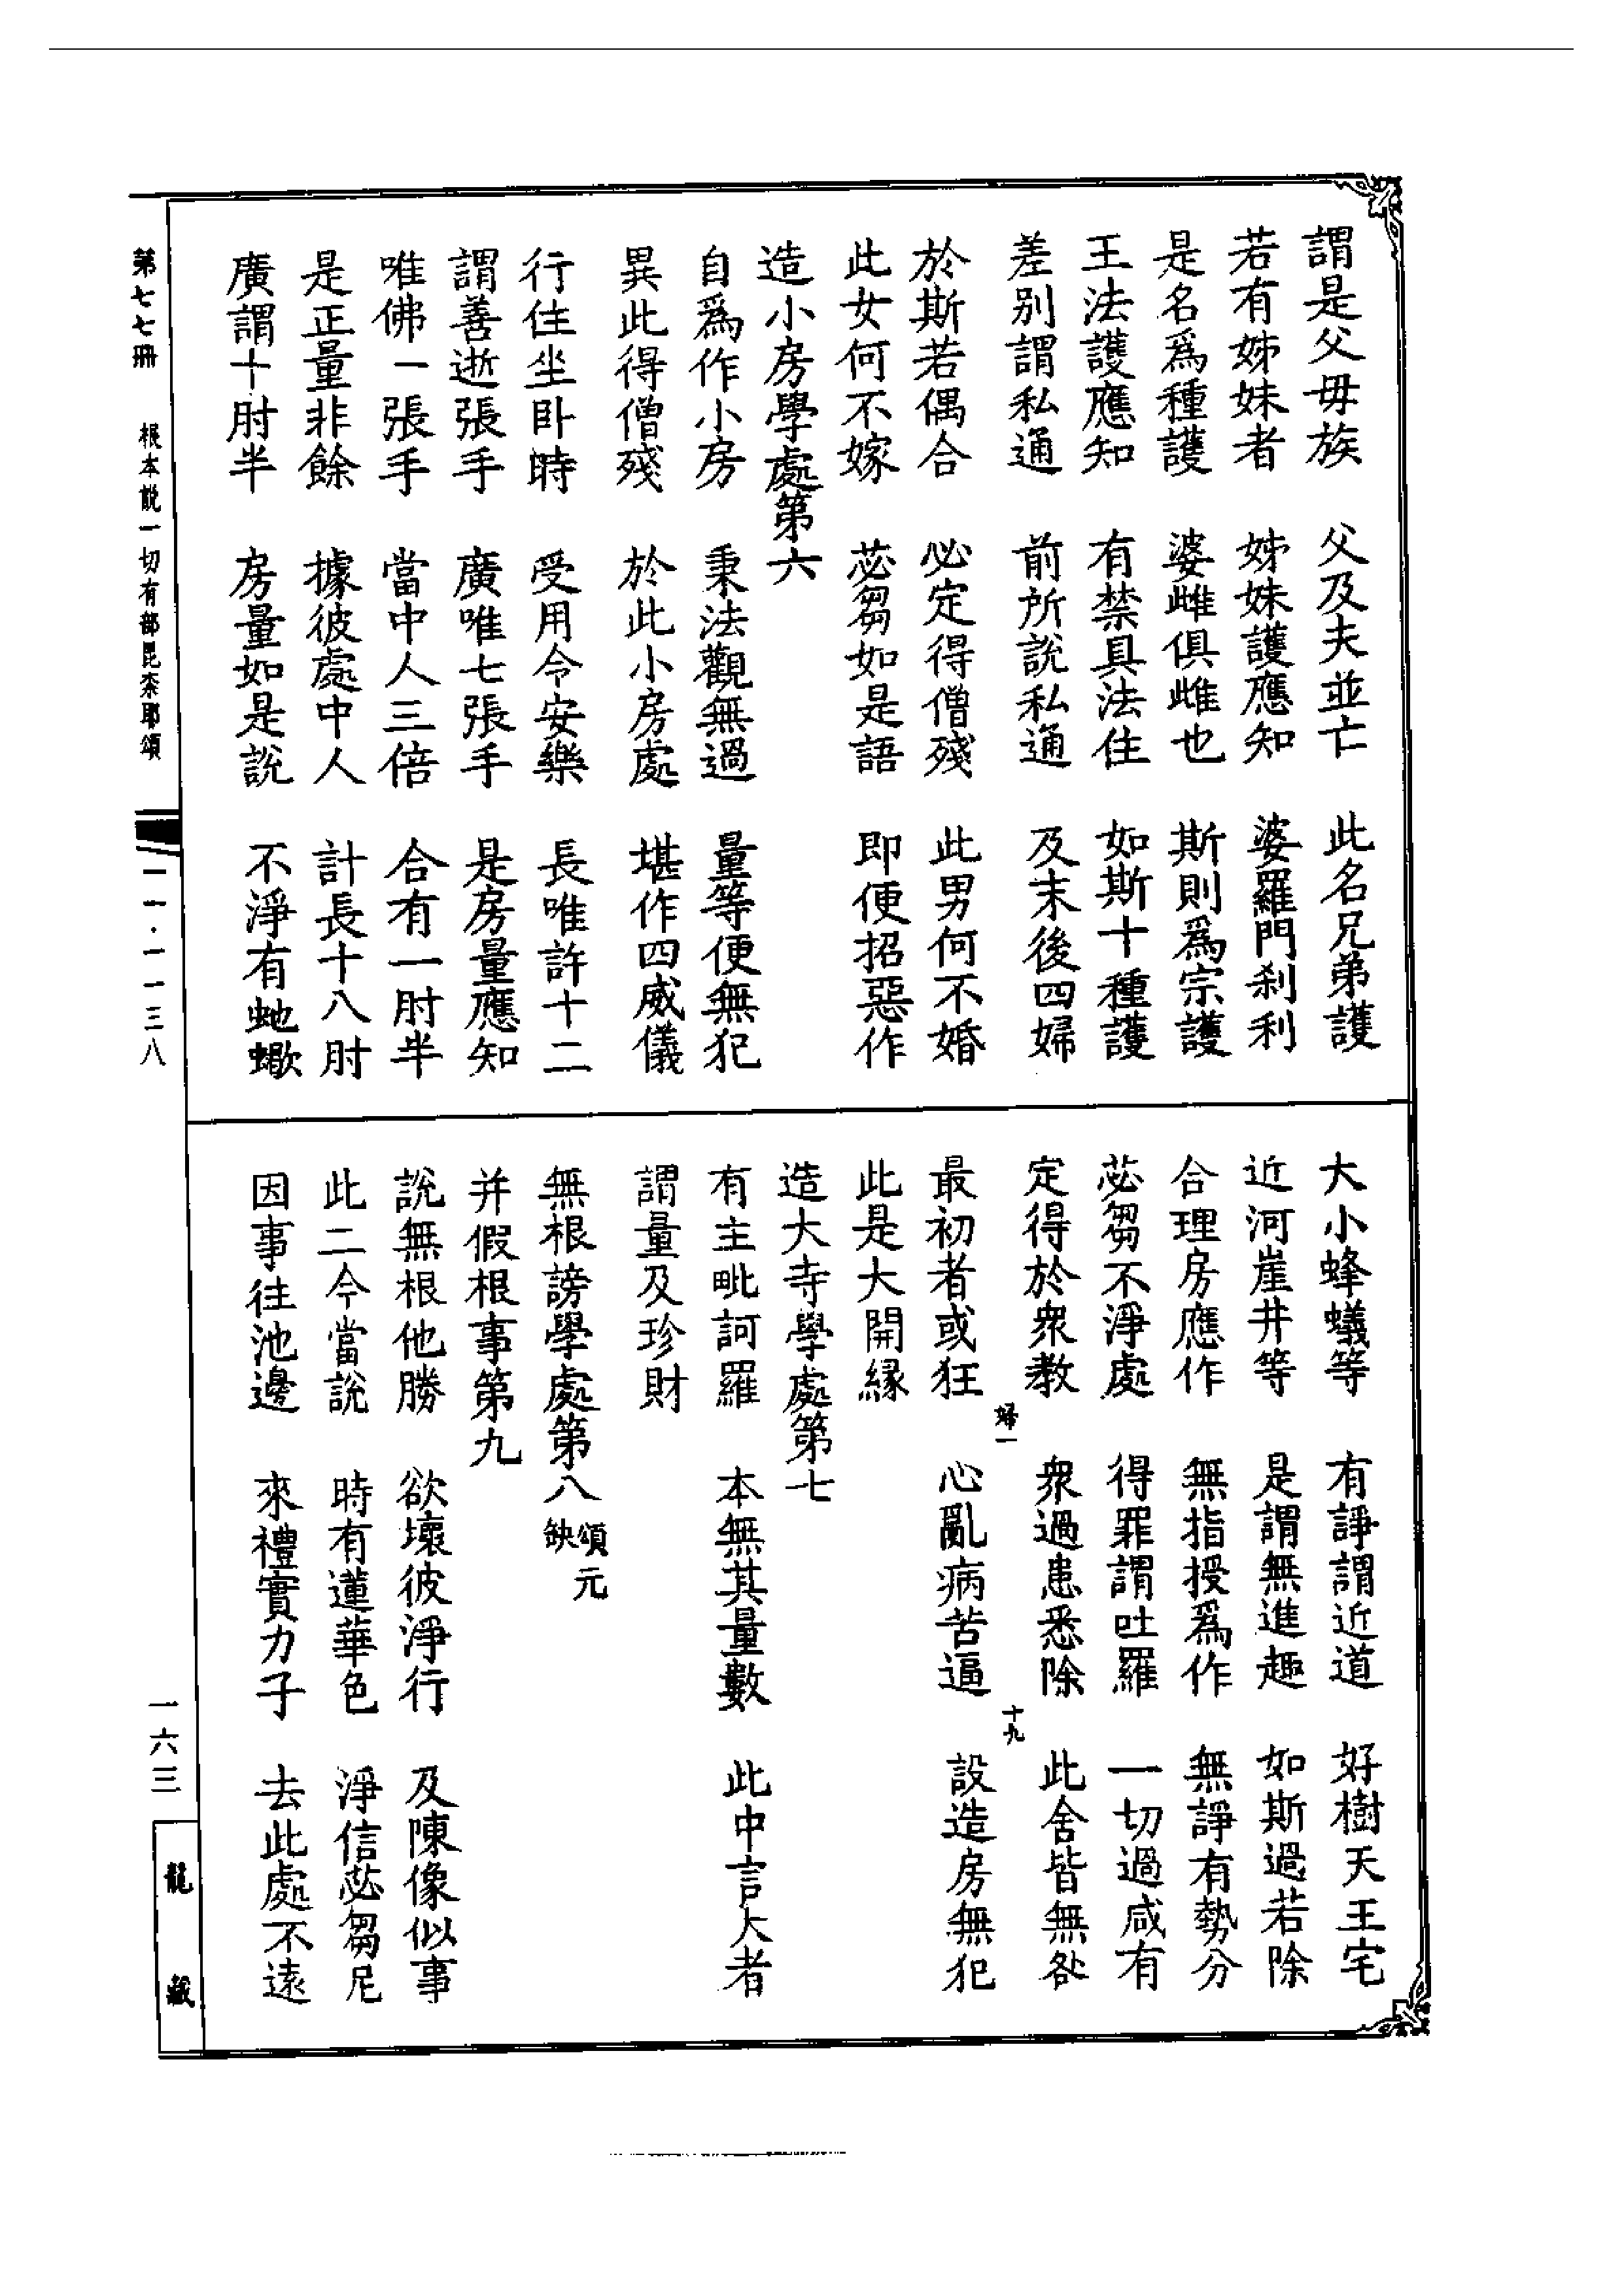 謂是父毋族　父及夫並亡　此名兄弟護
若有姊妹者　姊妹護應知　婆羅門刹利
是名爲種護　婆雌俱雌也　斯則爲宗護
王法護應知　有禁具法住　如斯十種護
差别謂私通　前所說私通　及末後四婦
於斯若偶合　必定得僧殘　此男何不婚
此女何不嫁　苾芻如是語　即便招惡作
造小房學處第六
自爲作小房　秉法觀無過　量等便無犯
異此得僧殘　於此小房處　堪作四威儀
行住坐卧時　受用令安樂　長唯許十二
謂善逝張手　廣唯七張手　是房量應知
唯佛一張手　當中人三倍　合有一肘半
是正量非餘　據彼處中人　計長十八肘
廣謂十肘半　房量如是說　不淨有虵蠍
大小蜂蟻等　有諍謂近道　好樹天王宅
近河崖井等　是謂無進趣　如斯過若除
合理房應作　無指授爲作　無諍有勢分
苾芻不淨處　得罪謂吐羅　一切過咸有
定得於衆教　衆過患悉除　此舍皆無咎
婦一　十九
最初者或狂　心亂病苦逼　設造房無犯
此是大開縁
造大寺學處第七
有主毗訶羅　本無其量數　此中言大者
謂量及珍財
無根謗學處第八　頌元缺
并假根事第九
說無根他勝　欲壞彼淨行　及陳像似事
此二今當說　時有蓮華色　淨信苾芻尼
因事往池邊　來禮實力子　去此處不遠
第七七冊　根本說一切有部毘柰耶頌　一一·一一三八
一六三
龍藏